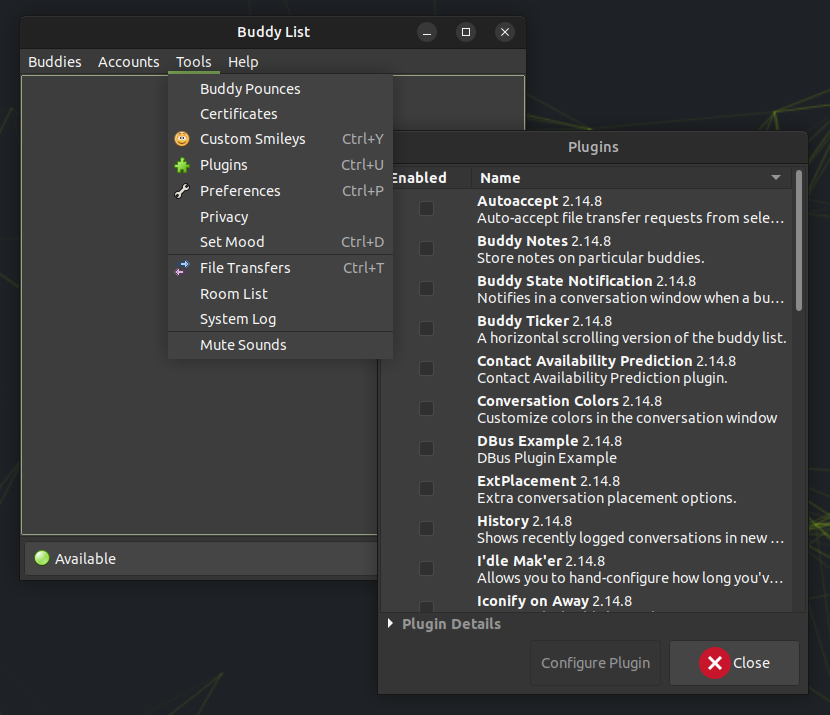 Buddy List
Buddies Accounts Tools Help
Buddy Pounces
Certificates
Custom Smileys Ctrl+Y
Plugins Ctrl+U
Preferences Ctrl+P
Privacy
Set Mood Ctrl+D
File Transfers Ctrl+T
Room List
System Log
Mute Sounds
Available
Plugins
Enabled Name
Autoaccept 2.14.8
Auto-accept file transfer requests from sele…
Buddy Notes 2.14.8
Store notes on particular buddies.
Buddy State Notification 2.14.8
Notifies in a conversation window when a bu…
Buddy Ticker 2.14.8
A horizontal scrolling version of the buddy list.
Contact Availability Prediction 2.14.8
Contact Availability Prediction plugin.
Conversation Colors 2.14.8
Customize colors in the conversation window
DBus Example 2.14.8
DBus Plugin Example
ExtPlacement 2.14.8
Extra conversation placement options.
History 2.14.8
Shows recently logged conversations in new …
I'dle Mak'er 2.14.8
Allows you to hand-configure how long you'v…
Iconify on Away 2.14.8
Plugin Details
Configure Plugin
Close